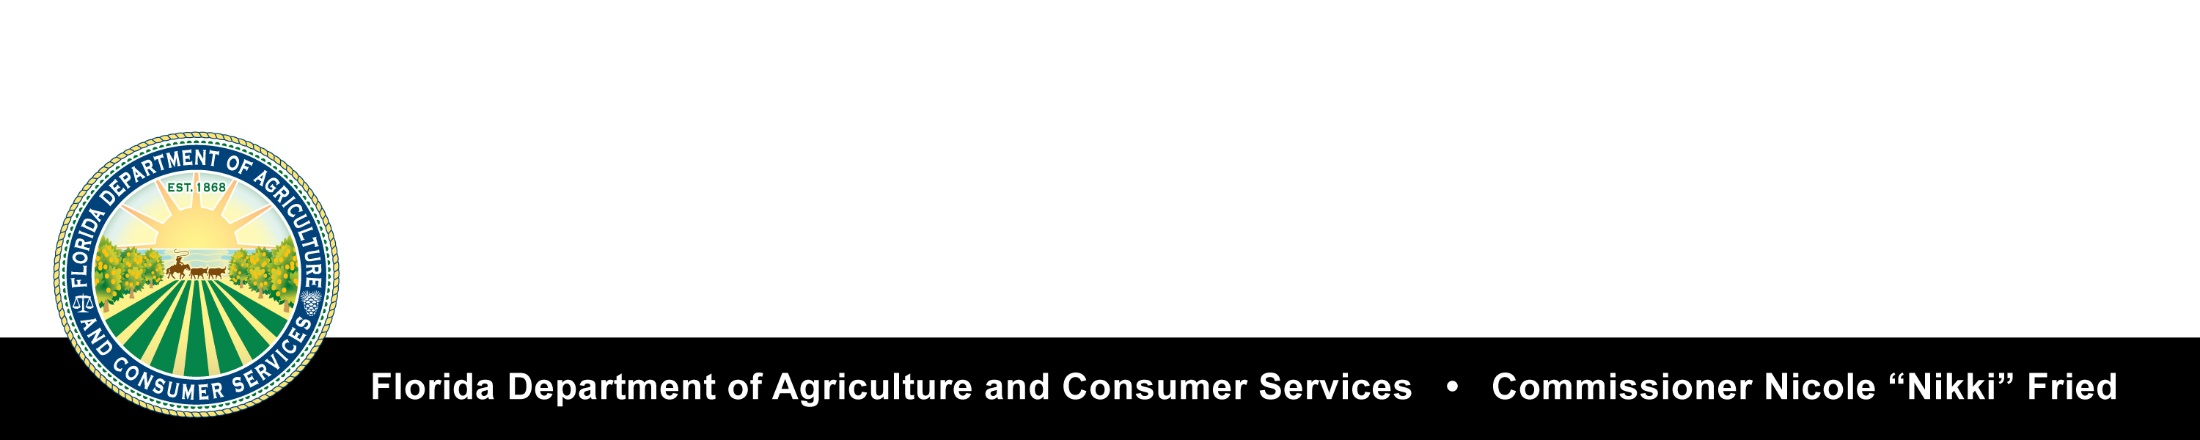 FLORIDA DEPARTMENT OF AGRICULTURE
EST. 1868
AND CONSUMER SERVICES
Florida Department of Agriculture and Consumer Services • Commissioner Nicole “Nikki” Fried